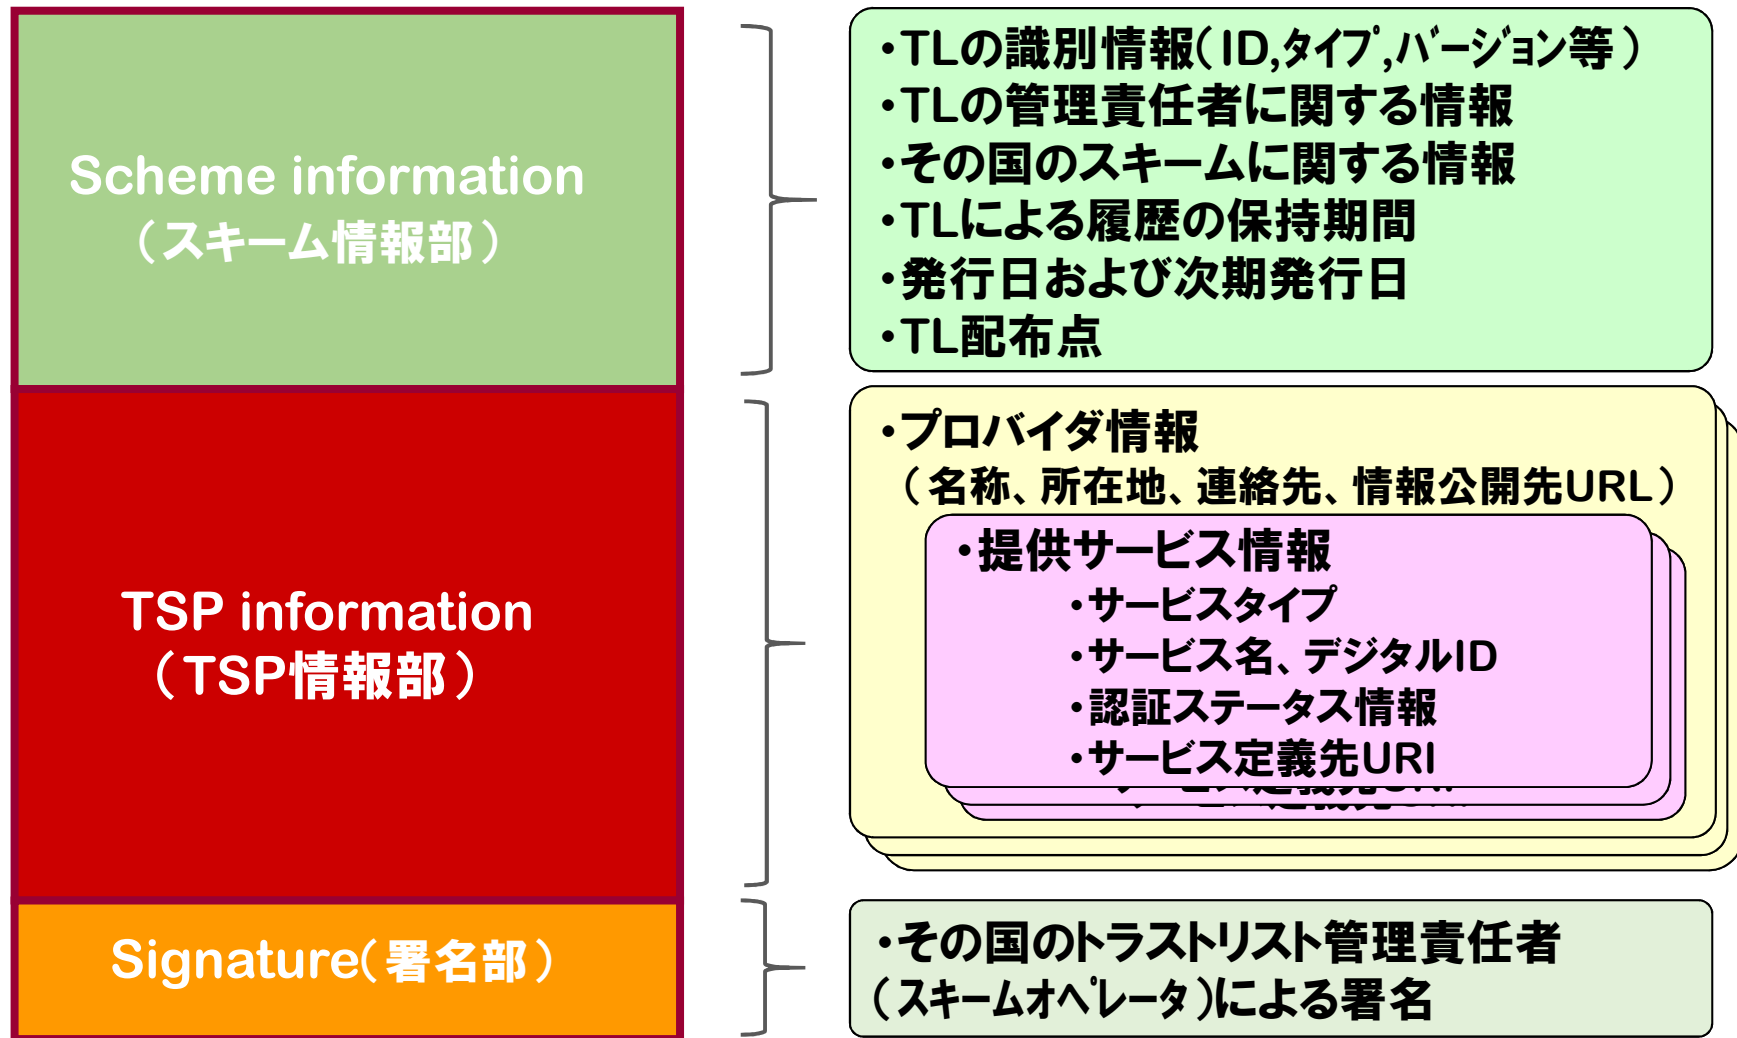 Scheme information
（スキーム情報部）
・TLの識別情報（ID,ﾀｲﾌﾟ,ﾊﾞｰｼﾞｮﾝ等）
・TLの管理責任者に関する情報
・その国のスキームに関する情報
・TLによる履歴の保持期間
・発行日および次期発行日
・TL配布点
TSP information
（TSP情報部）
・プロバイダ情報
（名称、所在地、連絡先、情報公開先URL）
・提供サービス情報
・サービスタイプ
・サービス名、デジタルID
・認証ステータス情報
・サービス定義先URI
Signature（署名部）
・その国のトラストリスト管理責任者
（スキームオペレータ）による署名